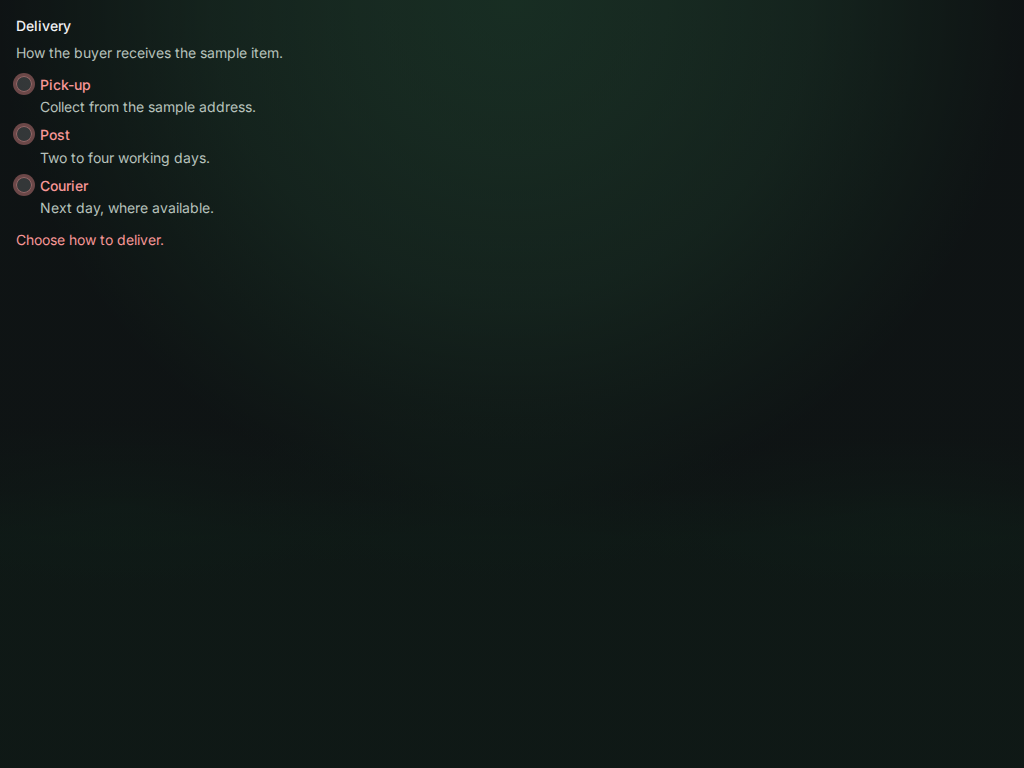 Delivery
How the buyer receives the sample item.
Pick-up
Collect from the sample address.
Post
Two to four working days.
Courier
Next day, where available.
Choose how to deliver.